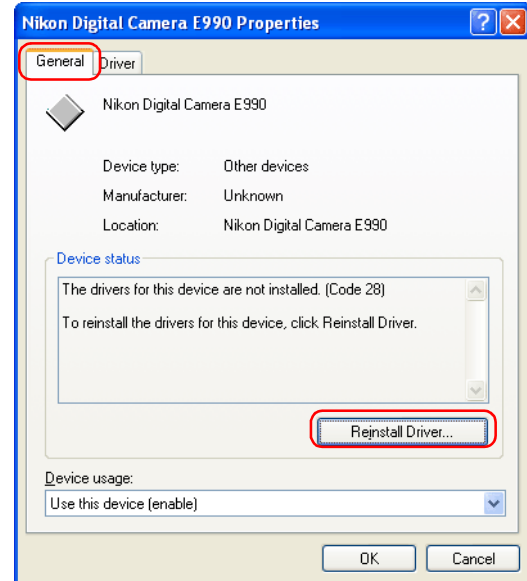 Nikon Digital Camera E990 Properties
General Driver
Nikon Digital Camera E990
Device type: Other devices
Manufacturer: Unknown
Location: Nikon Digital Camera E990
Device status
The drivers for this device are not installed. (Code 28)
To reinstall the drivers for this device, click Reinstall Driver.
Reinstall Driver...
Device usage:
Use this device (enable)
OK Cancel